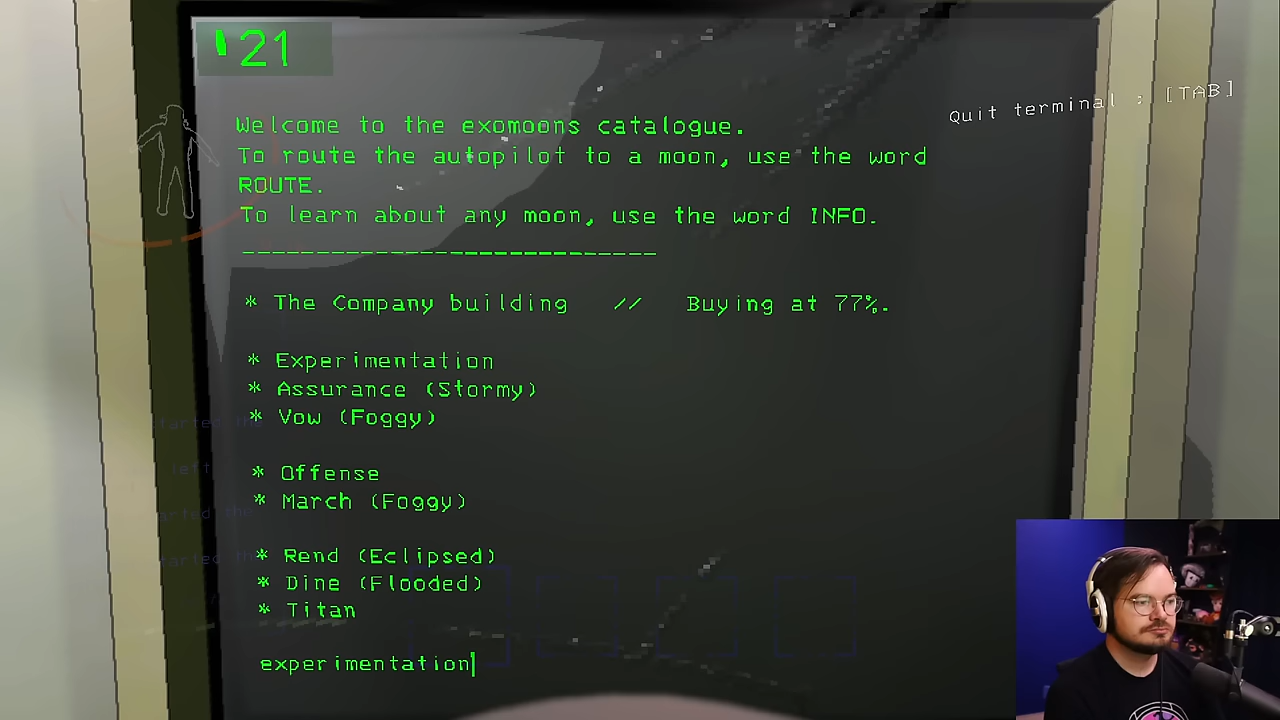 21
Quit terminal : [TAB]
Welcome to the exomoons catalogue.
To route the autopilot to a moon, use the word
ROUTE.
To learn about any moon, use the word INFO.
----------------------------
* The Company building // Buying at 77%.
* Experimentation
* Assurance (Stormy)
* Vow (Foggy)
* Offense
* March (Foggy)
* Rend (Eclipsed)
* Dine (Flooded)
* Titan
experimentation